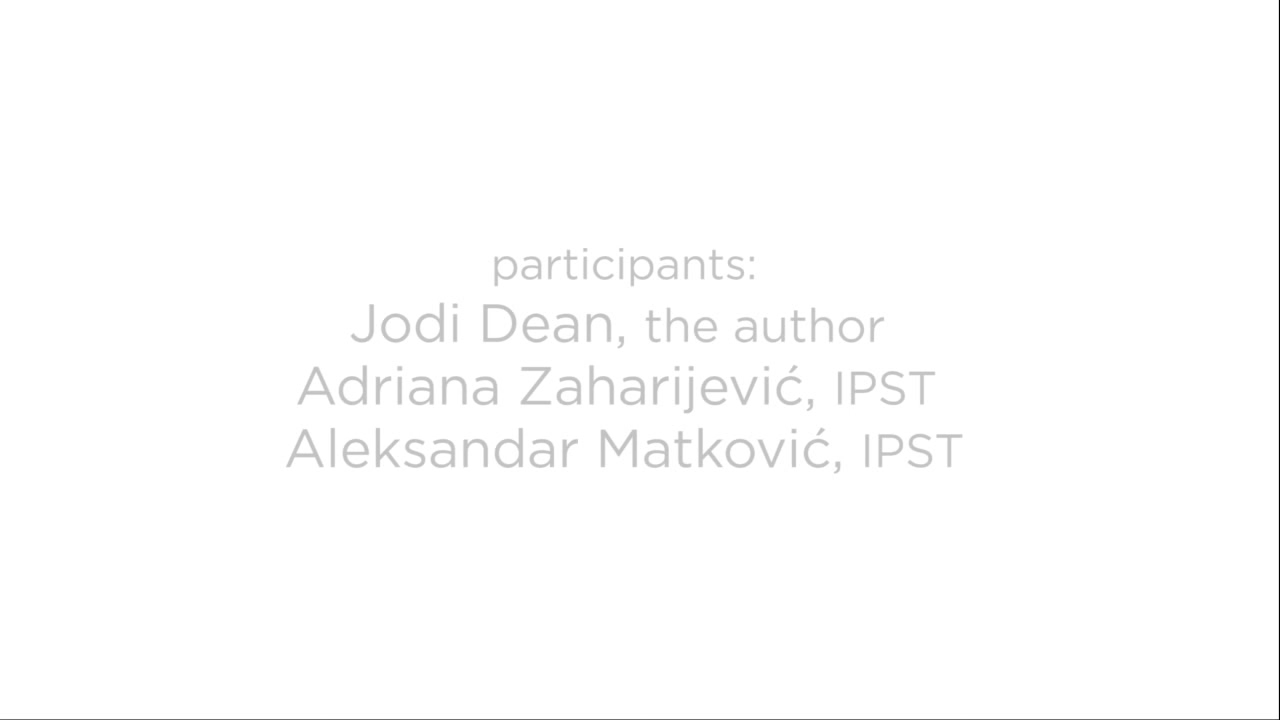 participants:
Jodi Dean, the author
Adriana Zaharijević, IPST
Aleksandar Matković, IPST